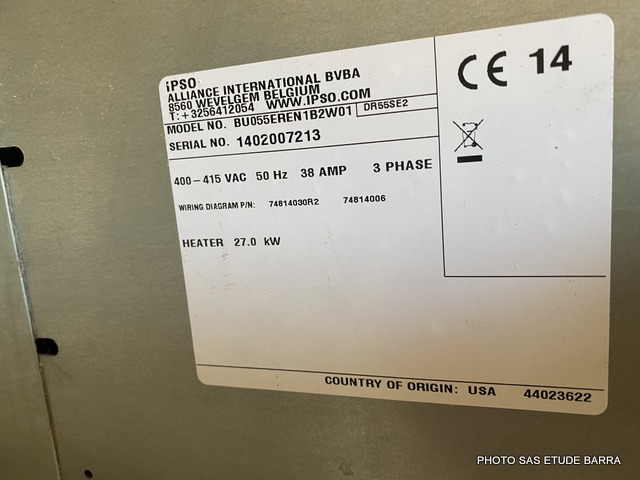 iPSO
ALLIANCE INTERNATIONAL BVBA
8560 WEVELGEM BELGIUM
T:+3256412054 WWW.IPSO.COM
MODEL NO. BU055EREN1B2W01 DR55SE2
SERIAL NO. 1402007213
CE 14
400-415 VAC 50 Hz 38 AMP 3 PHASE
WIRING DIAGRAM P/N: 74814030R2 74814006
HEATER 27.0 kW
COUNTRY OF ORIGIN: USA 44023622
PHOTO SAS ETUDE BARRA